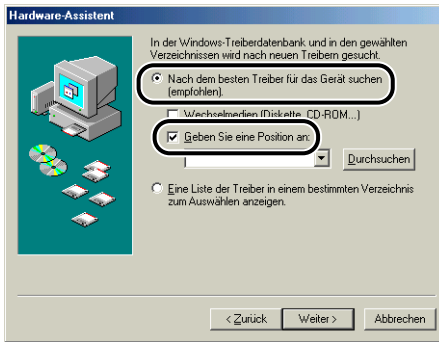 Hardware-Assistent
In der Windows-Treiberdatenbank und in den gewählten
Verzeichnissen wird nach neuen Treibern gesucht.
Nach dem besten Treiber für das Gerät suchen
(empfohlen).
Wechselmedien (Diskette, CD-ROM...)
Geben Sie eine Position an:
Durchsuchen
Eine Liste der Treiber in einem bestimmten Verzeichnis
zum Auswählen anzeigen.
< Zurück Weiter > Abbrechen